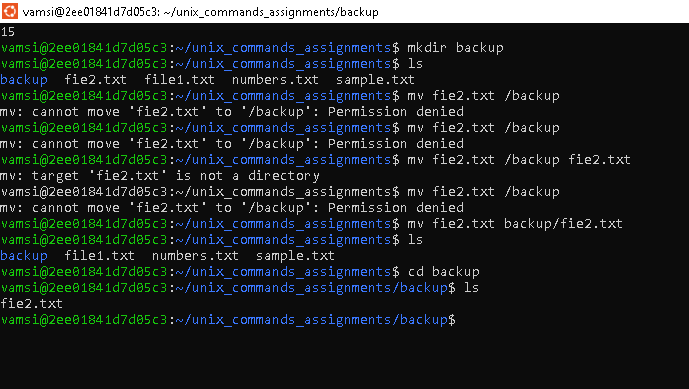 vamsi@2ee01841d7d05c3: ~/unix_commands_assignments/backup
15
vamsi@2ee01841d7d05c3:~/unix_commands_assignments$ mkdir backup
vamsi@2ee01841d7d05c3:~/unix_commands_assignments$ ls
backup  fie2.txt  file1.txt  numbers.txt  sample.txt
vamsi@2ee01841d7d05c3:~/unix_commands_assignments$ mv fie2.txt /backup
mv: cannot move 'fie2.txt' to '/backup': Permission denied
vamsi@2ee01841d7d05c3:~/unix_commands_assignments$ mv fie2.txt /backup
mv: cannot move 'fie2.txt' to '/backup': Permission denied
vamsi@2ee01841d7d05c3:~/unix_commands_assignments$ mv fie2.txt /backup fie2.txt
mv: target 'fie2.txt' is not a directory
vamsi@2ee01841d7d05c3:~/unix_commands_assignments$ mv fie2.txt /backup
mv: cannot move 'fie2.txt' to '/backup': Permission denied
vamsi@2ee01841d7d05c3:~/unix_commands_assignments$ mv fie2.txt backup/fie2.txt
vamsi@2ee01841d7d05c3:~/unix_commands_assignments$ ls
backup  file1.txt  numbers.txt  sample.txt
vamsi@2ee01841d7d05c3:~/unix_commands_assignments$ cd backup
vamsi@2ee01841d7d05c3:~/unix_commands_assignments/backup$ ls
fie2.txt
vamsi@2ee01841d7d05c3:~/unix_commands_assignments/backup$